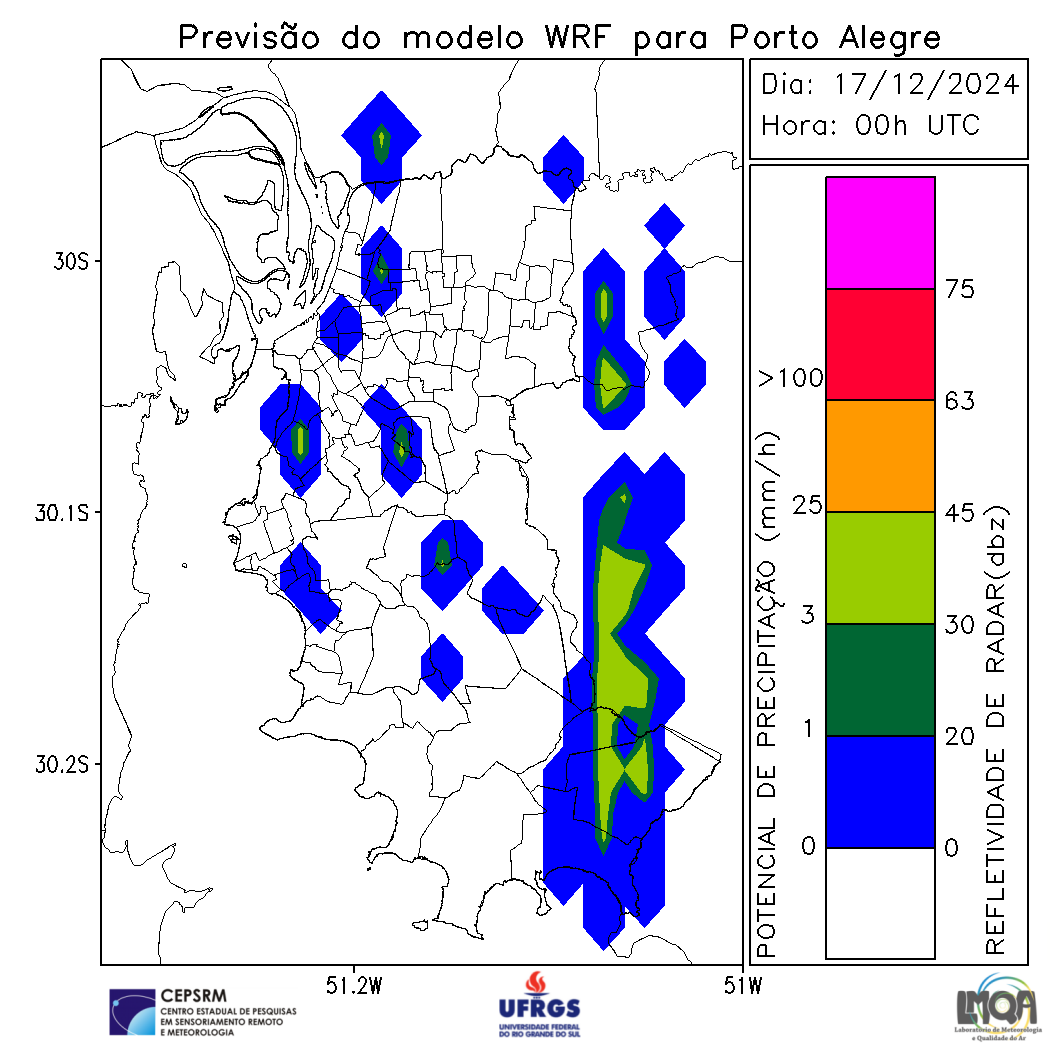 Previsão do modelo WRF para Porto Alegre
Dia: 17/12/2024
Hora: 00h UTC
30S
30.1S
30.2S
51.2W
51W
POTENCIAL DE PRECIPITAÇÃO (mm/h)
>100
25
3
1
0
75
63
45
30
20
0
REFLETIVIDADE DE RADAR(dbz)
CEPSRM
CENTRO ESTADUAL DE PESQUISAS
EM SENSORIAMENTO REMOTO
E METEOROLOGIA
UFRGS
UNIVERSIDADE FEDERAL
DO RIO GRANDE DO SUL
LMQA
Laboratório de Meteorologia
e Qualidade do Ar